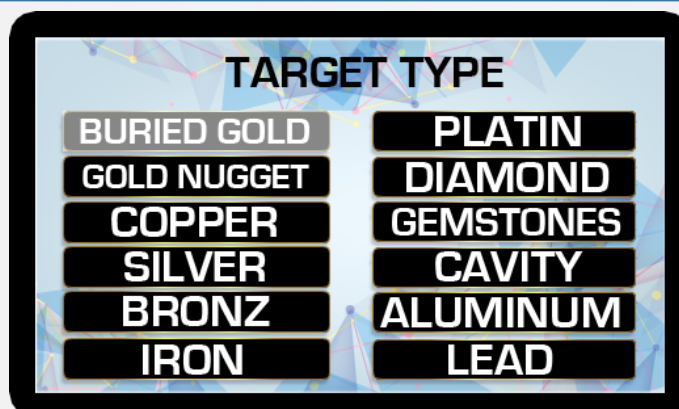 TARGET TYPE
BURIED GOLD
GOLD NUGGET
COPPER
SILVER
BRONZ
IRON
PLATIN
DIAMOND
GEMSTONES
CAVITY
ALUMINUM
LEAD